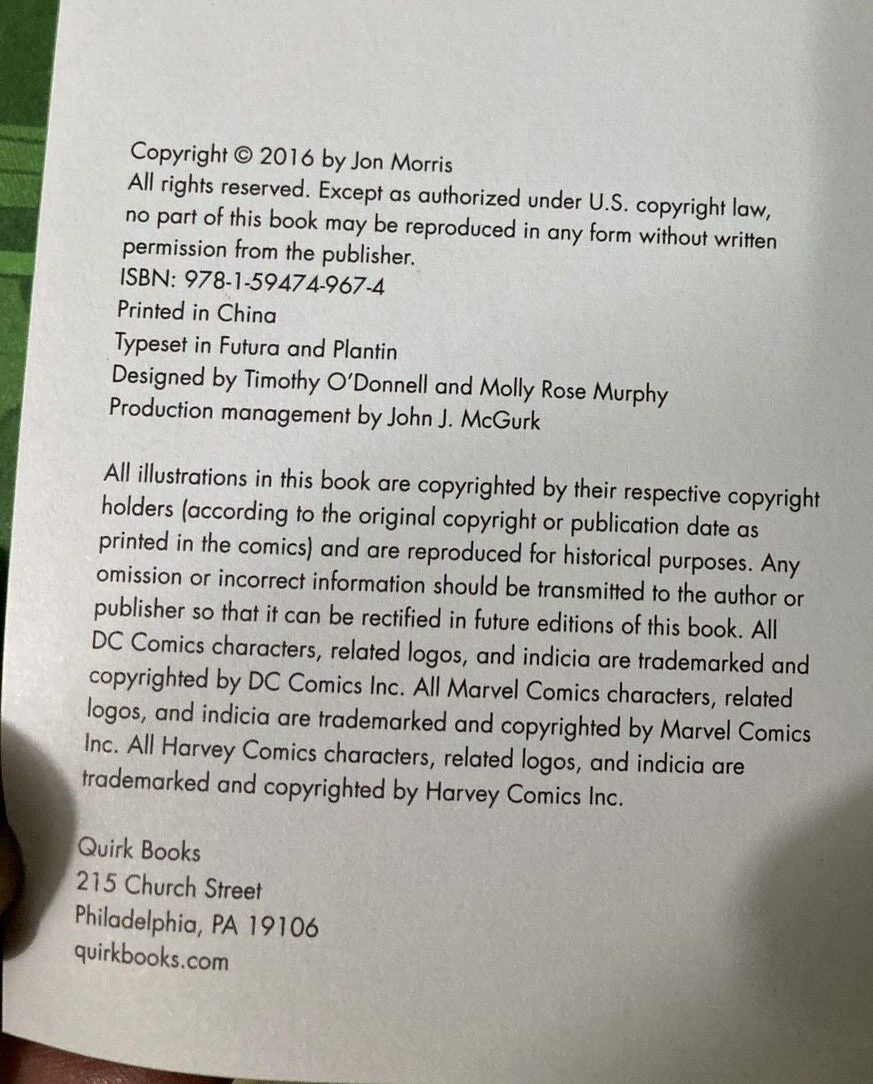 Copyright © 2016 by Jon Morris
All rights reserved. Except as authorized under U.S. copyright law,
no part of this book may be reproduced in any form without written
permission from the publisher.
ISBN: 978-1-59474-967-4
Printed in China
Typeset in Futura and Plantin
Designed by Timothy O'Donnell and Molly Rose Murphy
Production management by John J. McGurk
All illustrations in this book are copyrighted by their respective copyright
holders (according to the original copyright or publication date as
printed in the comics) and are reproduced for historical purposes. Any
omission or incorrect information should be transmitted to the author or
publisher so that it can be rectified in future editions of this book. All
DC Comics characters, related logos, and indicia are trademarked and
copyrighted by DC Comics Inc. All Marvel Comics characters, related
logos, and indicia are trademarked and copyrighted by Marvel Comics
Inc. All Harvey Comics characters, related logos, and indicia are
trademarked and copyrighted by Harvey Comics Inc.
Quirk Books
215 Church Street
Philadelphia, PA 19106
quirkbooks.com